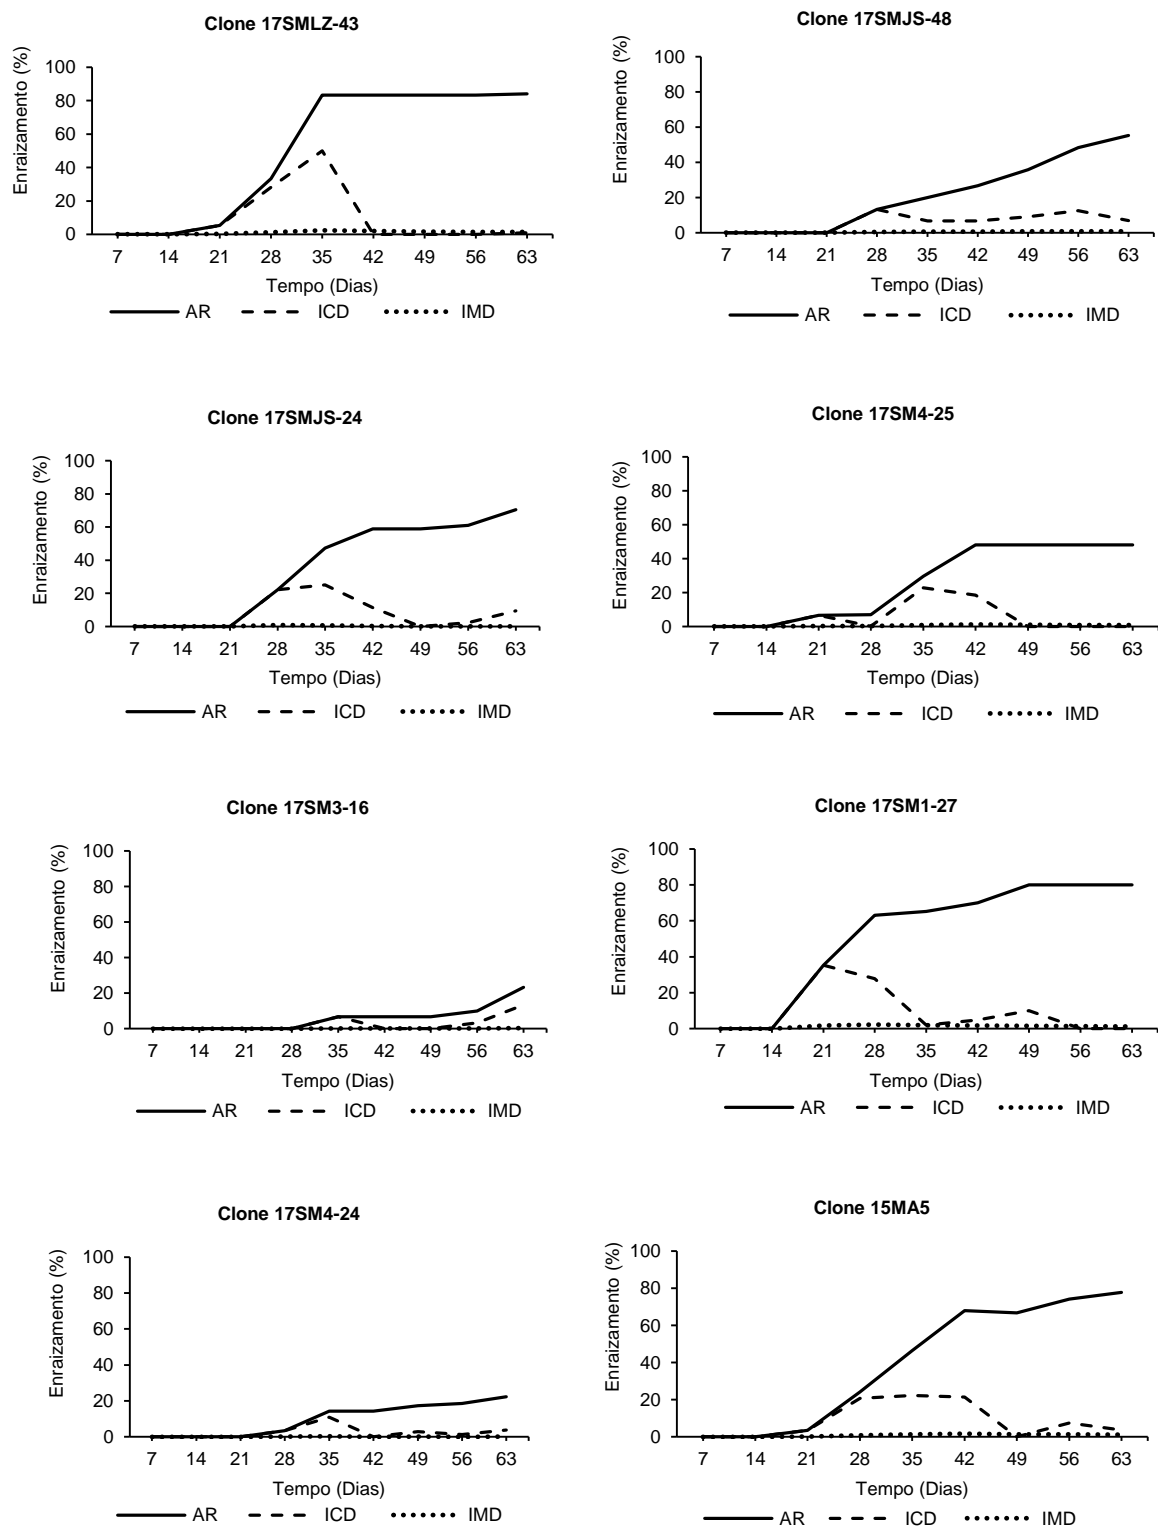 Clone 17SMLZ-43
Enraizamento (%)
100
80
60
40
20
0
7 14 21 28 35 42 49 56 63
Tempo (Dias)
AR ICD IMD
Clone 17SMJS-48
Enraizamento (%)
100
80
60
40
20
0
7 14 21 28 35 42 49 56 63
Tempo (Dias)
AR ICD IMD
Clone 17SMJS-24
Enraizamento (%)
100
80
60
40
20
0
7 14 21 28 35 42 49 56 63
Tempo (Dias)
AR ICD IMD
Clone 17SM4-25
Enraizamento (%)
100
80
60
40
20
0
7 14 21 28 35 42 49 56 63
Tempo (Dias)
AR ICD IMD
Clone 17SM3-16
Enraizamento (%)
100
80
60
40
20
0
7 14 21 28 35 42 49 56 63
Tempo (Dias)
AR ICD IMD
Clone 17SM1-27
Enraizamento (%)
100
80
60
40
20
0
7 14 21 28 35 42 49 56 63
Tempo (Dias)
AR ICD IMD
Clone 17SM4-24
Enraizamento (%)
100
80
60
40
20
0
7 14 21 28 35 42 49 56 63
Tempo (Dias)
AR ICD IMD
Clone 15MA5
Enraizamento (%)
100
80
60
40
20
0
7 14 21 28 35 42 49 56 63
Tempo (Dias)
AR ICD IMD